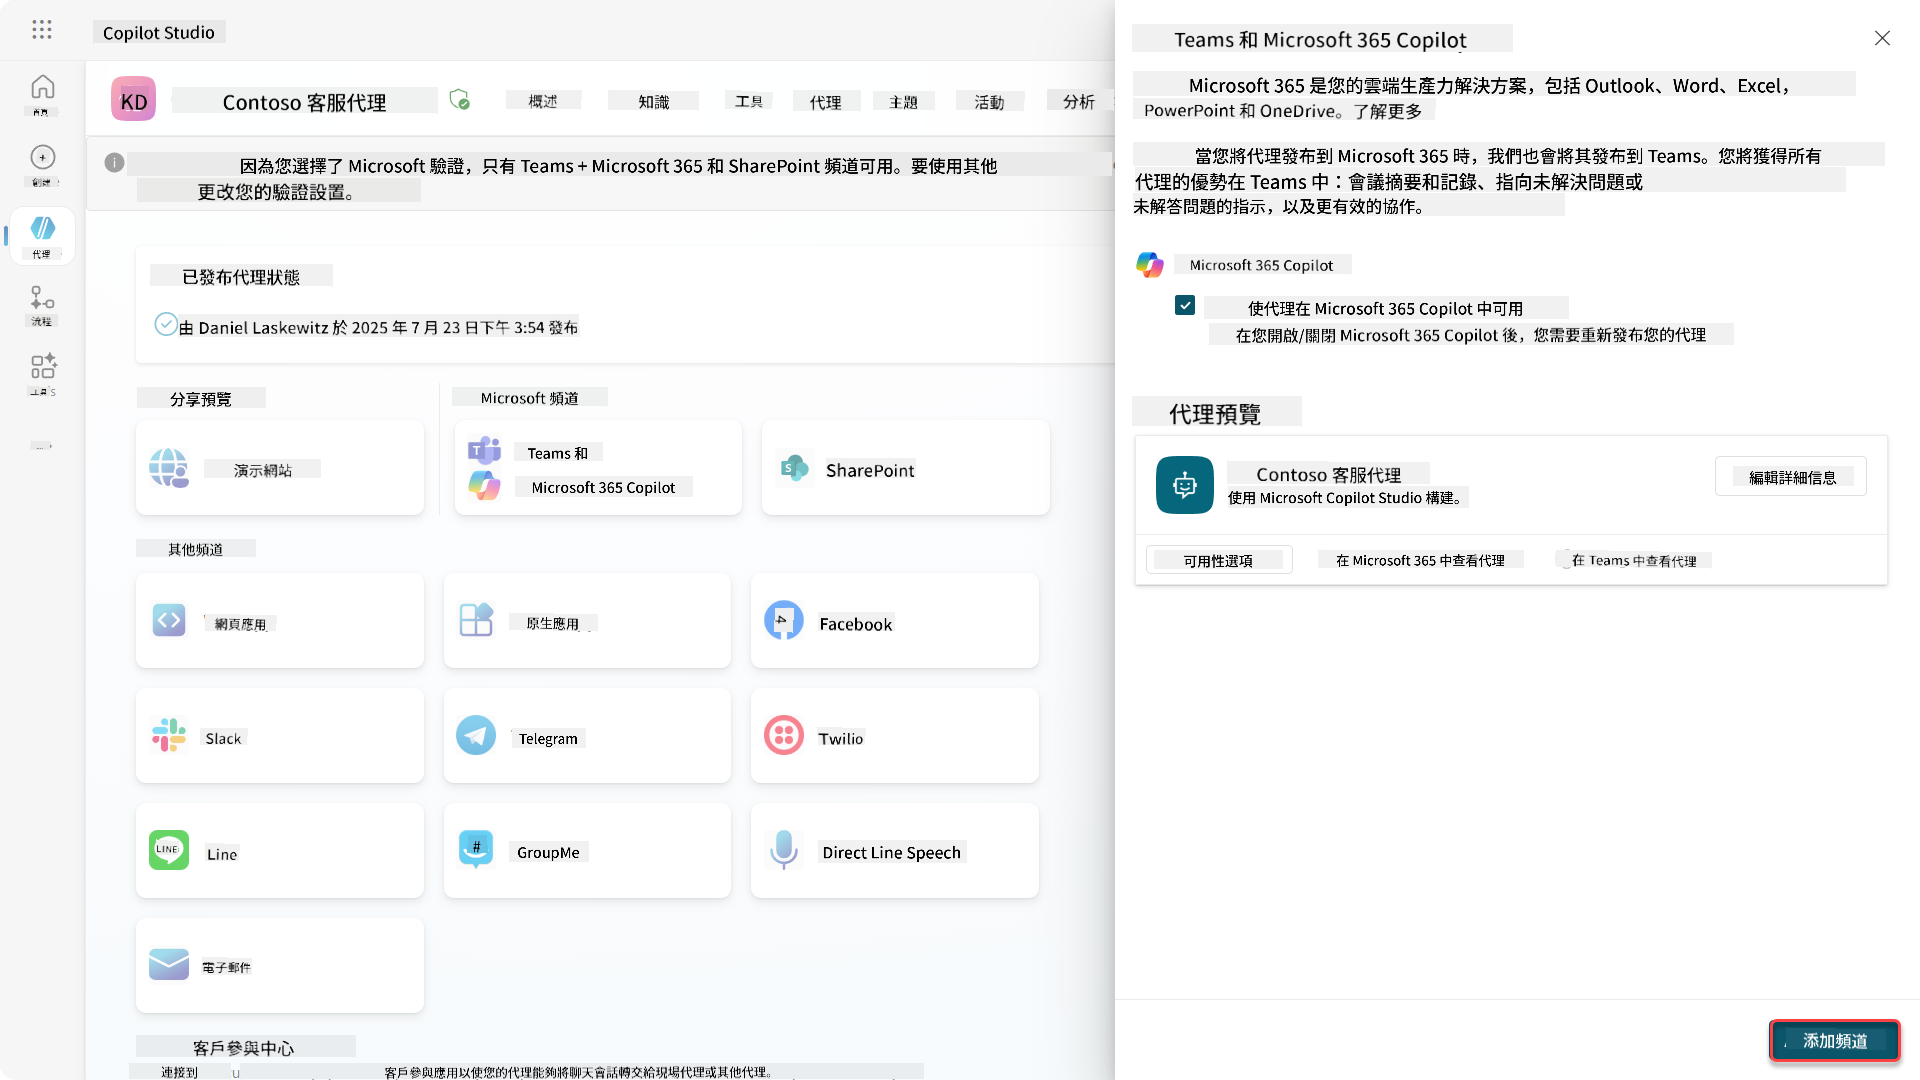 Copilot Studio
首頁
創建
代理
流程
工具
KD
Contoso 客服代理
概述
知識
工具
代理
主題
活動
分析
因為您選擇了 Microsoft 驗證，只有 Teams + Microsoft 365 和 SharePoint 頻道可用。要使用其他
更改您的驗證設置。
已發布代理狀態
由 Daniel Laskewitz 於 2025 年 7 月 23 日下午 3:54 發布
分享預覽
Microsoft 頻道
演示網站
Teams 和
Microsoft 365 Copilot
SharePoint
其他頻道
網頁應用
原生應用
Facebook
Slack
Telegram
Twilio
LINE
Line
GroupMe
Direct Line Speech
電子郵件
客戶參與中心
連接到
客戶參與應用以使您的代理能夠將聊天會話轉交給現場代理或其他代理。
Teams 和 Microsoft 365 Copilot
Microsoft 365 是您的雲端生產力解決方案，包括 Outlook、Word、Excel，
PowerPoint 和 OneDrive。了解更多
當您將代理發布到 Microsoft 365 時，我們也會將其發布到 Teams。您將獲得所有
代理的優勢在 Teams 中：會議摘要和記錄、指向未解決問題或
未解答問題的指示，以及更有效的協作。
Microsoft 365 Copilot
使代理在 Microsoft 365 Copilot 中可用
在您開啟/關閉 Microsoft 365 Copilot 後，您需要重新發布您的代理
代理預覽
Contoso 客服代理
使用 Microsoft Copilot Studio 構建。
編輯詳細信息
可用性選項
在 Microsoft 365 中查看代理
在 Teams 中查看代理
添加頻道